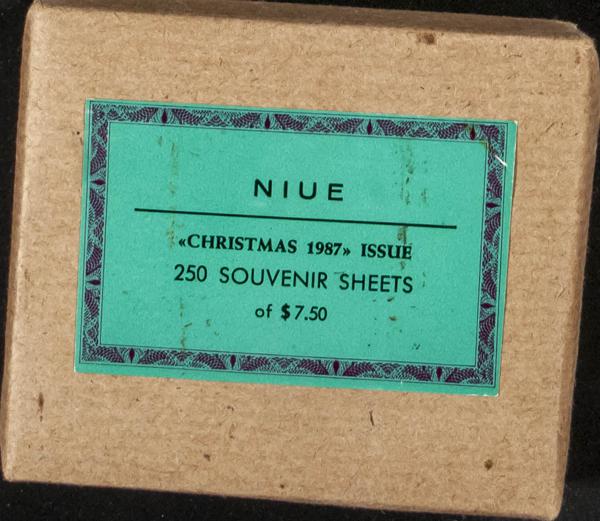 NIUE
«CHRISTMAS 1987» ISSUE
250 SOUVENIR SHEETS
of $7.50